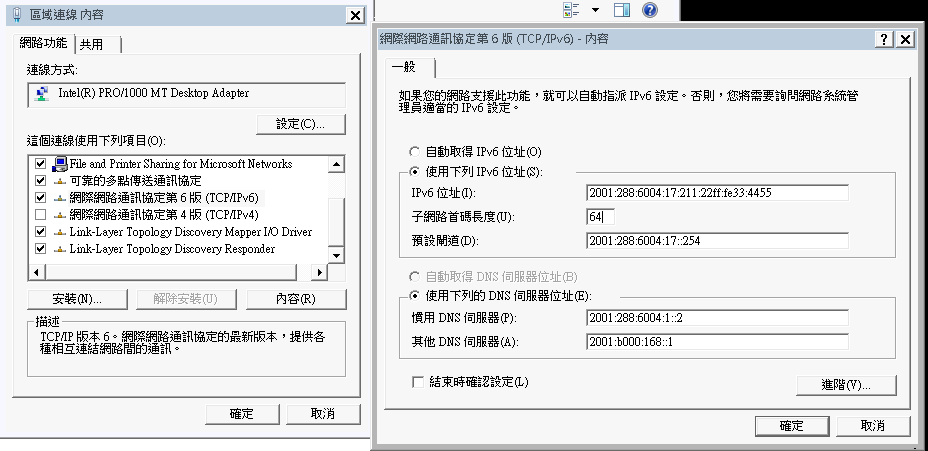 區域連線 內容
網路功能
共用
連線方式:
Intel(R) PRO/1000 MT Desktop Adapter
設定(C)...
這個連線使用下列項目(O):
File and Printer Sharing for Microsoft Networks
可靠的多點傳送通訊協定
網際網路通訊協定第 6 版 (TCP/IPv6)
網際網路通訊協定第 4 版 (TCP/IPv4)
Link-Layer Topology Discovery Mapper I/O Driver
Link-Layer Topology Discovery Responder
安裝(N)...
解除安裝(U)
內容(R)
描述
TCP/IP 版本 6。網際網路通訊協定的最新版本，提供各
種相互連結網路間的通訊。
確定
取消
網際網路通訊協定第 6 版 (TCP/IPv6) - 內容
一般
如果您的網路支援此功能，就可以自動指派 IPv6 設定。否則，您將需要詢問網路系統管
理員適當的 IPv6 設定。
自動取得 IPv6 位址(O)
使用下列 IPv6 位址(S):
IPv6 位址(I):
2001:288:6004:17:211:22ff:fe33:4455
子網路首碼長度(U):
64
預設閘道(D):
2001:288:6004:17::254
自動取得 DNS 伺服器位址(B)
使用下列的 DNS 伺服器位址(E):
慣用 DNS 伺服器(P):
2001:288:6004:1::2
其他 DNS 伺服器(A):
2001:b000:168::1
結束時確認設定(L)
進階(V)...
確定
取消